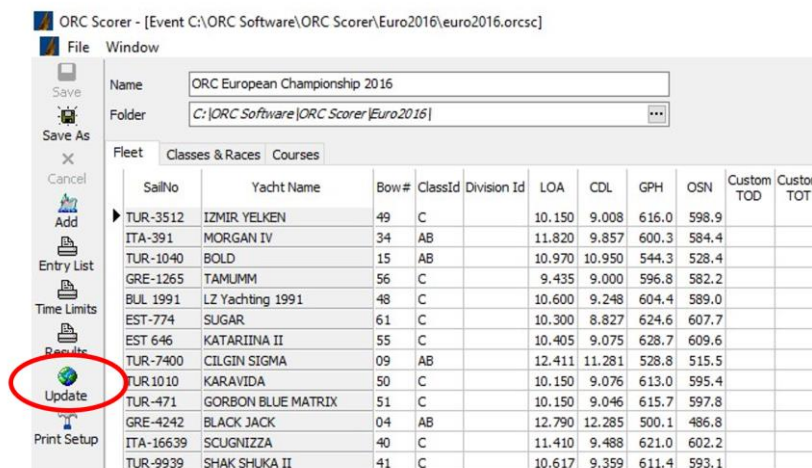 ORC Scorer - [Event C:\ORC Software\ORC Scorer\Euro2016\euro2016.orcsc]
File Window
Save
Save As
Cancel
Add
Entry List
Time Limits
Results
Update
Print Setup
Name ORC European Championship 2016
Folder C:\ORC Software\ORC Scorer\Euro2016\ ...
Fleet Classes & Races Courses
SailNo Yacht Name Bow # ClassId Division Id LOA CDL GPH OSN Custom TOD Custom TOT
TUR-3512 IZMIR YELKEN 49 C 10.150 9.008 616.0 598.9
ITA-391 MORGAN IV 34 AB 11.820 9.857 600.3 584.4
TUR-1040 BOLD 15 AB 10.970 10.950 544.3 528.4
GRE-1265 TAMUMM 56 C 9.435 9.000 596.8 582.2
BUL 1991 LZ Yachting 1991 48 C 10.600 9.248 604.4 589.0
EST-774 SUGAR 61 C 10.300 8.827 624.6 607.7
EST 646 KATARIINA II 55 C 10.405 9.075 628.7 609.6
TUR-7400 CILGIN SIGMA 09 AB 12.411 11.281 528.8 515.5
TUR1010 KARAVIDA 50 C 10.150 9.076 613.0 595.4
TUR-471 GORBON BLUE MATRIX 51 C 10.150 9.046 615.7 597.8
GRE-4242 BLACK JACK 04 AB 12.790 12.285 500.1 486.8
ITA-16639 SCUGNIZZA 40 C 11.410 9.488 621.0 602.2
TUR-9939 SHAK SHUKA II 41 C 10.617 9.359 611.4 593.1